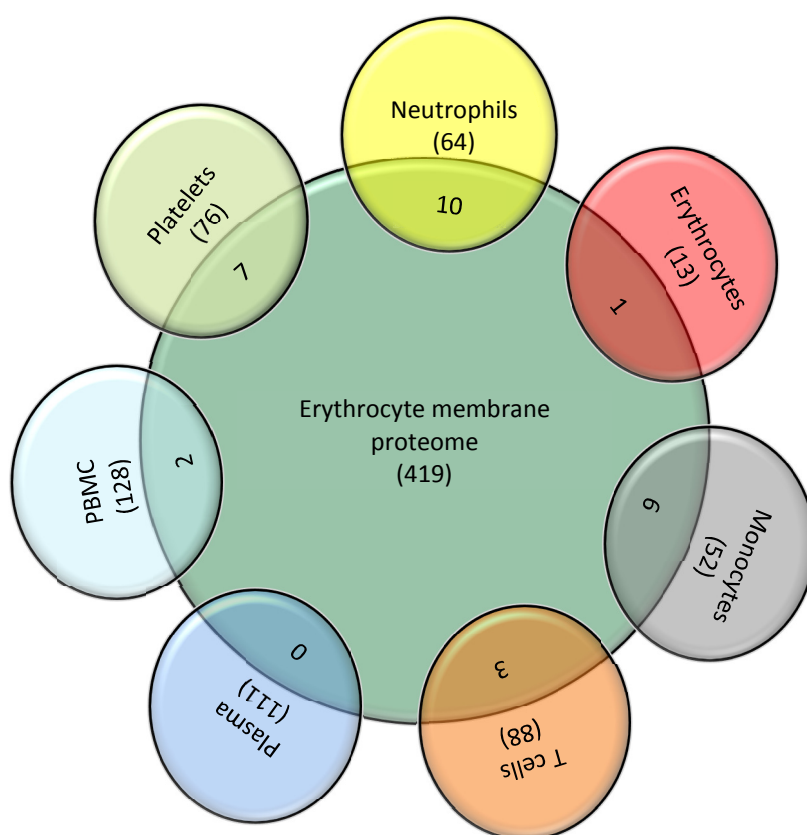 Neutrophils
(64)
10
Platelets
(76)
7
Erythrocytes
(13)
1
Erythrocyte membrane
proteome
(419)
PBMC
(128)
2
6
Monocytes
(52)
0
Plasma
(111)
3
T cells
(88)